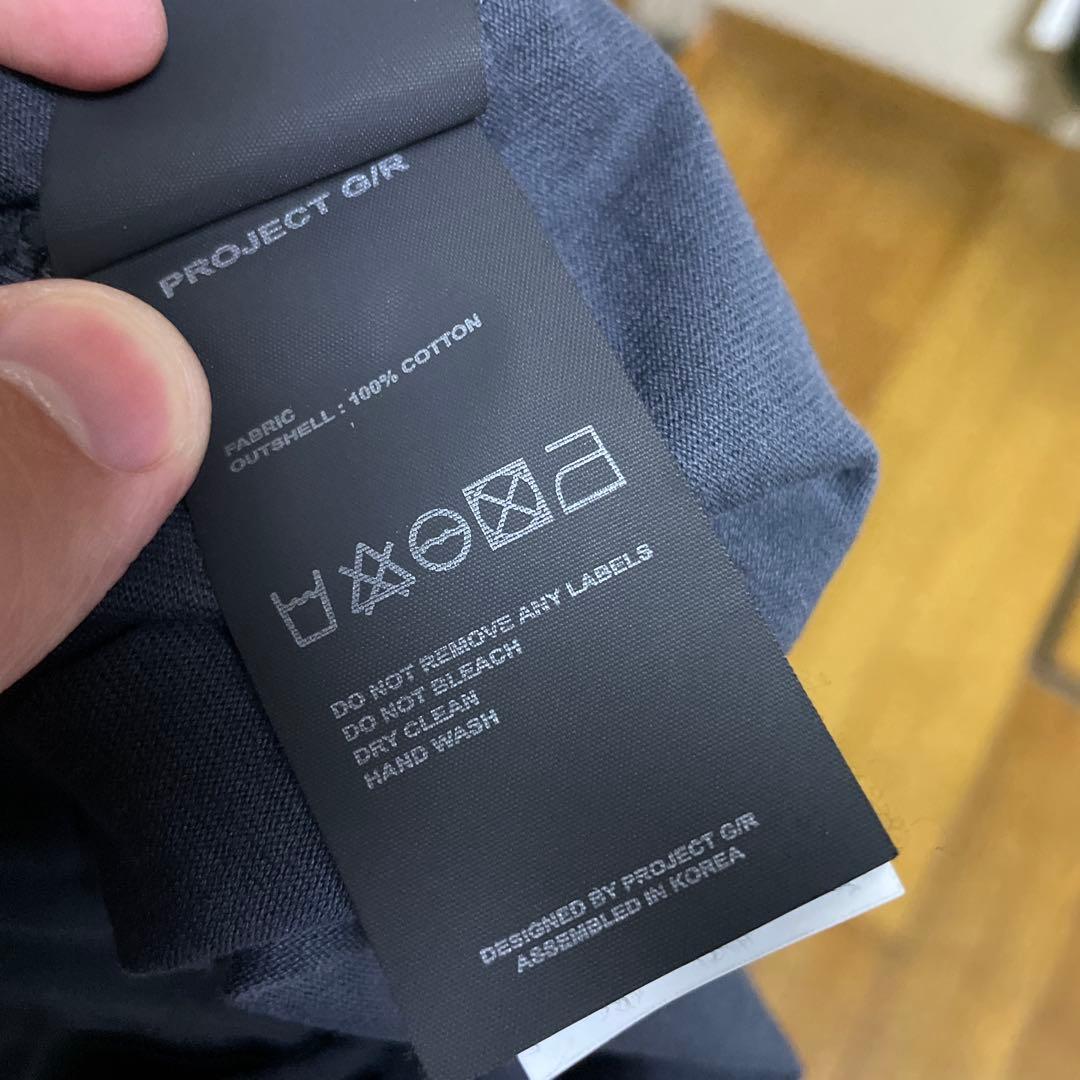 PROJECT G/R
FABRIC
OUTSHELL : 100% COTTON
DO NOT REMOVE ANY LABELS
DO NOT BLEACH
DRY CLEAN
HAND WASH
DESIGNED BY PROJECT G/R
ASSEMBLED IN KOREA